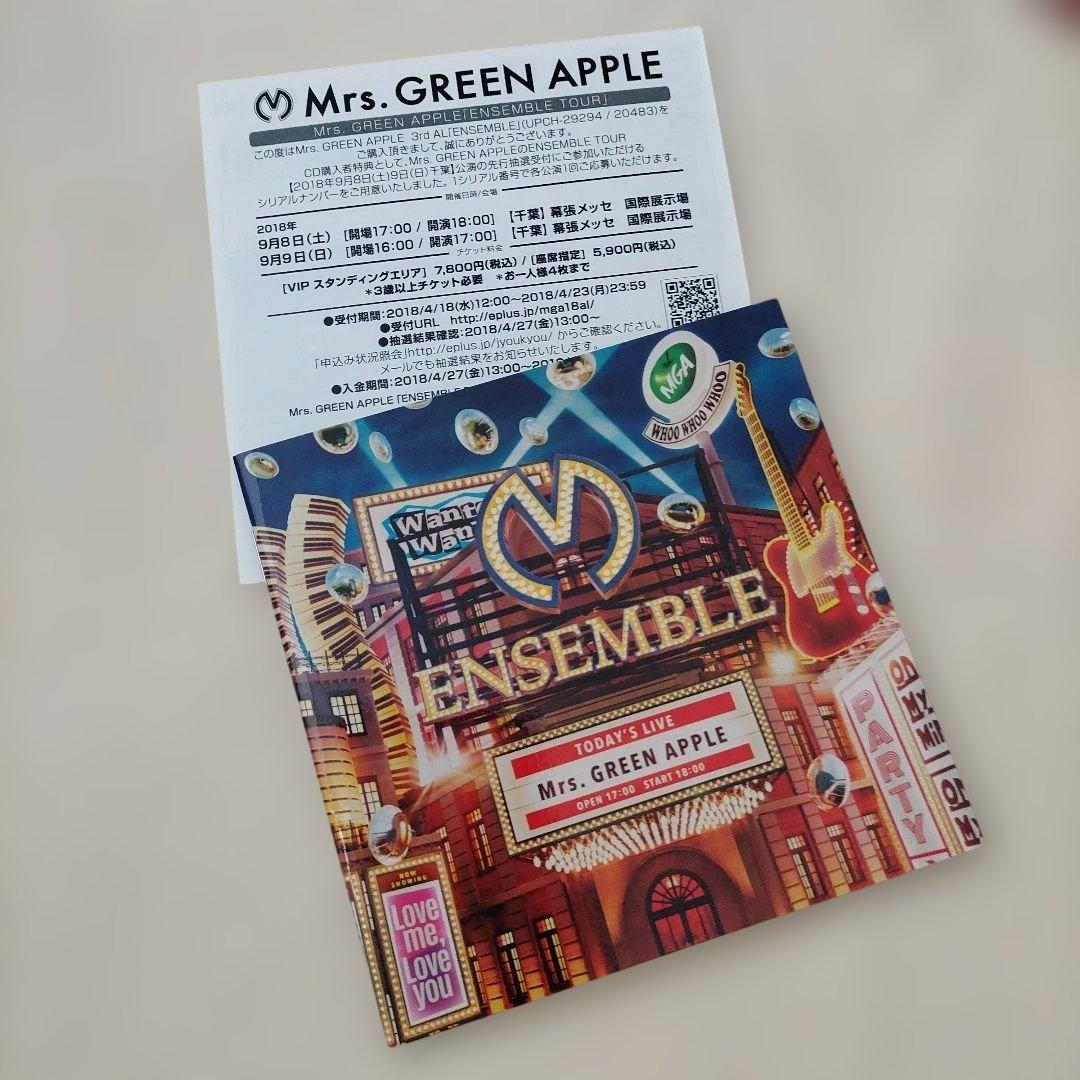 Mrs. GREEN APPLE
Mrs. GREEN APPLE「ENSEMBLE TOUR」
この度はMrs. GREEN APPLE 3rd AL「ENSEMBLE」(UPCH-29294 / 20483)を
ご購入頂きまして、誠にありがとうございます。
CD購入者特典として、Mrs. GREEN APPLEのENSEMBLE TOUR
【2018年9月8日(土)9日(日)千葉】公演の先行抽選受付にご参加いただける
シリアルナンバーをご用意いたしました。1シリアル番号で各公演1回ご応募いただけます。
開催日時/会場
2018年
9月8日(土) [開場17:00 / 開演18:00] 【千葉】幕張メッセ 国際展示場
9月9日(日) [開場16:00 / 開演17:00] 【千葉】幕張メッセ 国際展示場
チケット料金
[VIP スタンディングエリア] 7,800円(税込) / [座席指定] 5,900円(税込)
*3歳以上チケット必要 *お一人様4枚まで
●受付期間:2018/4/18(水)12:00~2018/4/23(月)23:59
●受付URL http://eplus.jp/mga18al/
●抽選結果確認:2018/4/27(金)13:00~
「申込み状況照会」http://eplus.jp/jyoukyou/ からご確認ください。
メールでも抽選結果をお知らせいたします。
●入金期間:2018/4/27(金)13:00~
Mrs. GREEN APPLE「ENSEMBLE
MGA
WHOO WHOO WHOO
ENSEMBLE
TODAY'S LIVE
Mrs. GREEN APPLE
OPEN 17:00 START 18:00
PARTY
NOW
SHOWING
Love
me,
Love
you